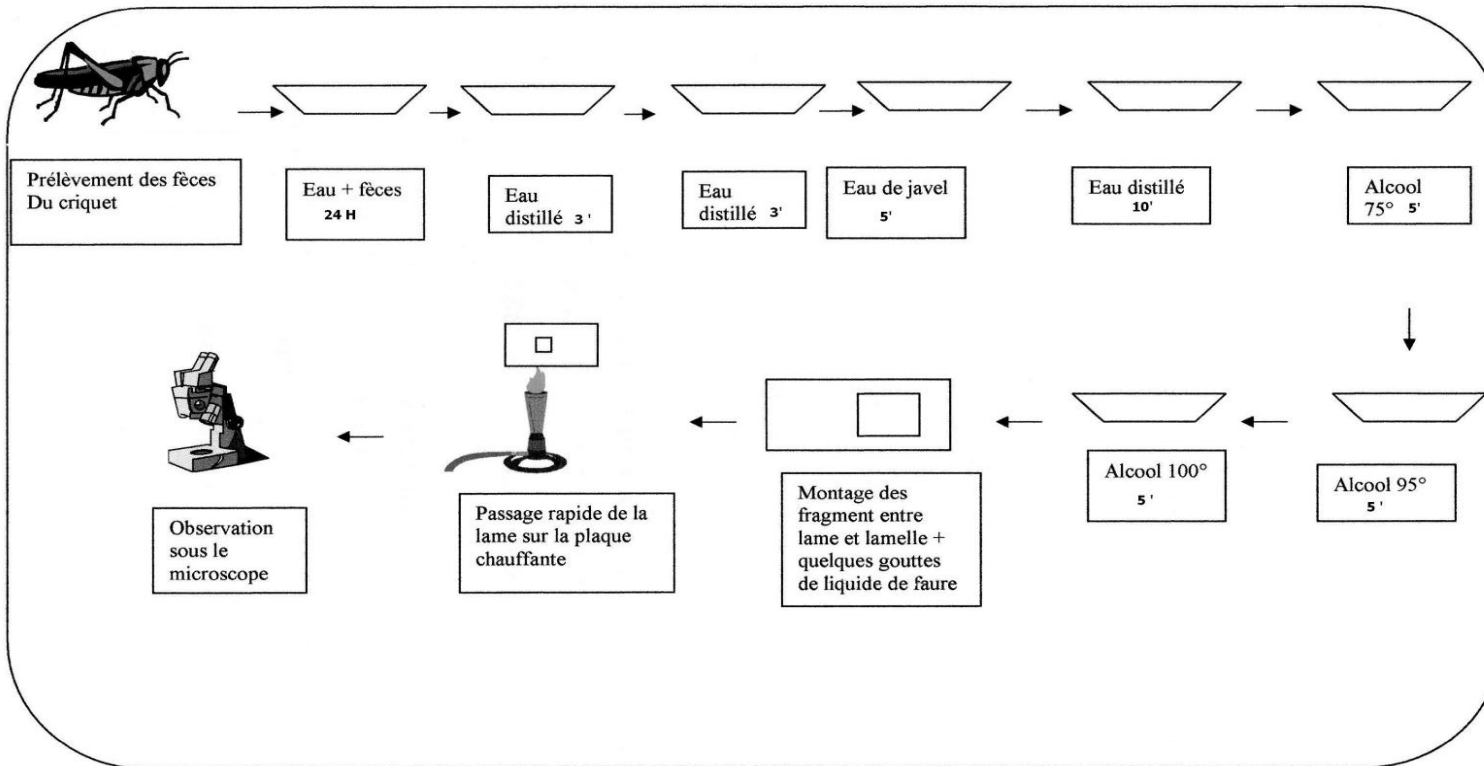 Prélèvement des fèces
Du criquet
Eau + fèces
24 H
Eau
distillé 3 '
Eau
distillé 3'
Eau de javel
5'
Eau distillé
10'
Alcool
75° 5'
Alcool 95°
5 '
Alcool 100°
5 '
Montage des
fragment entre
lame et lamelle +
quelques gouttes
de liquide de faure
Passage rapide de la
lame sur la plaque
chauffante
Observation
sous le
microscope